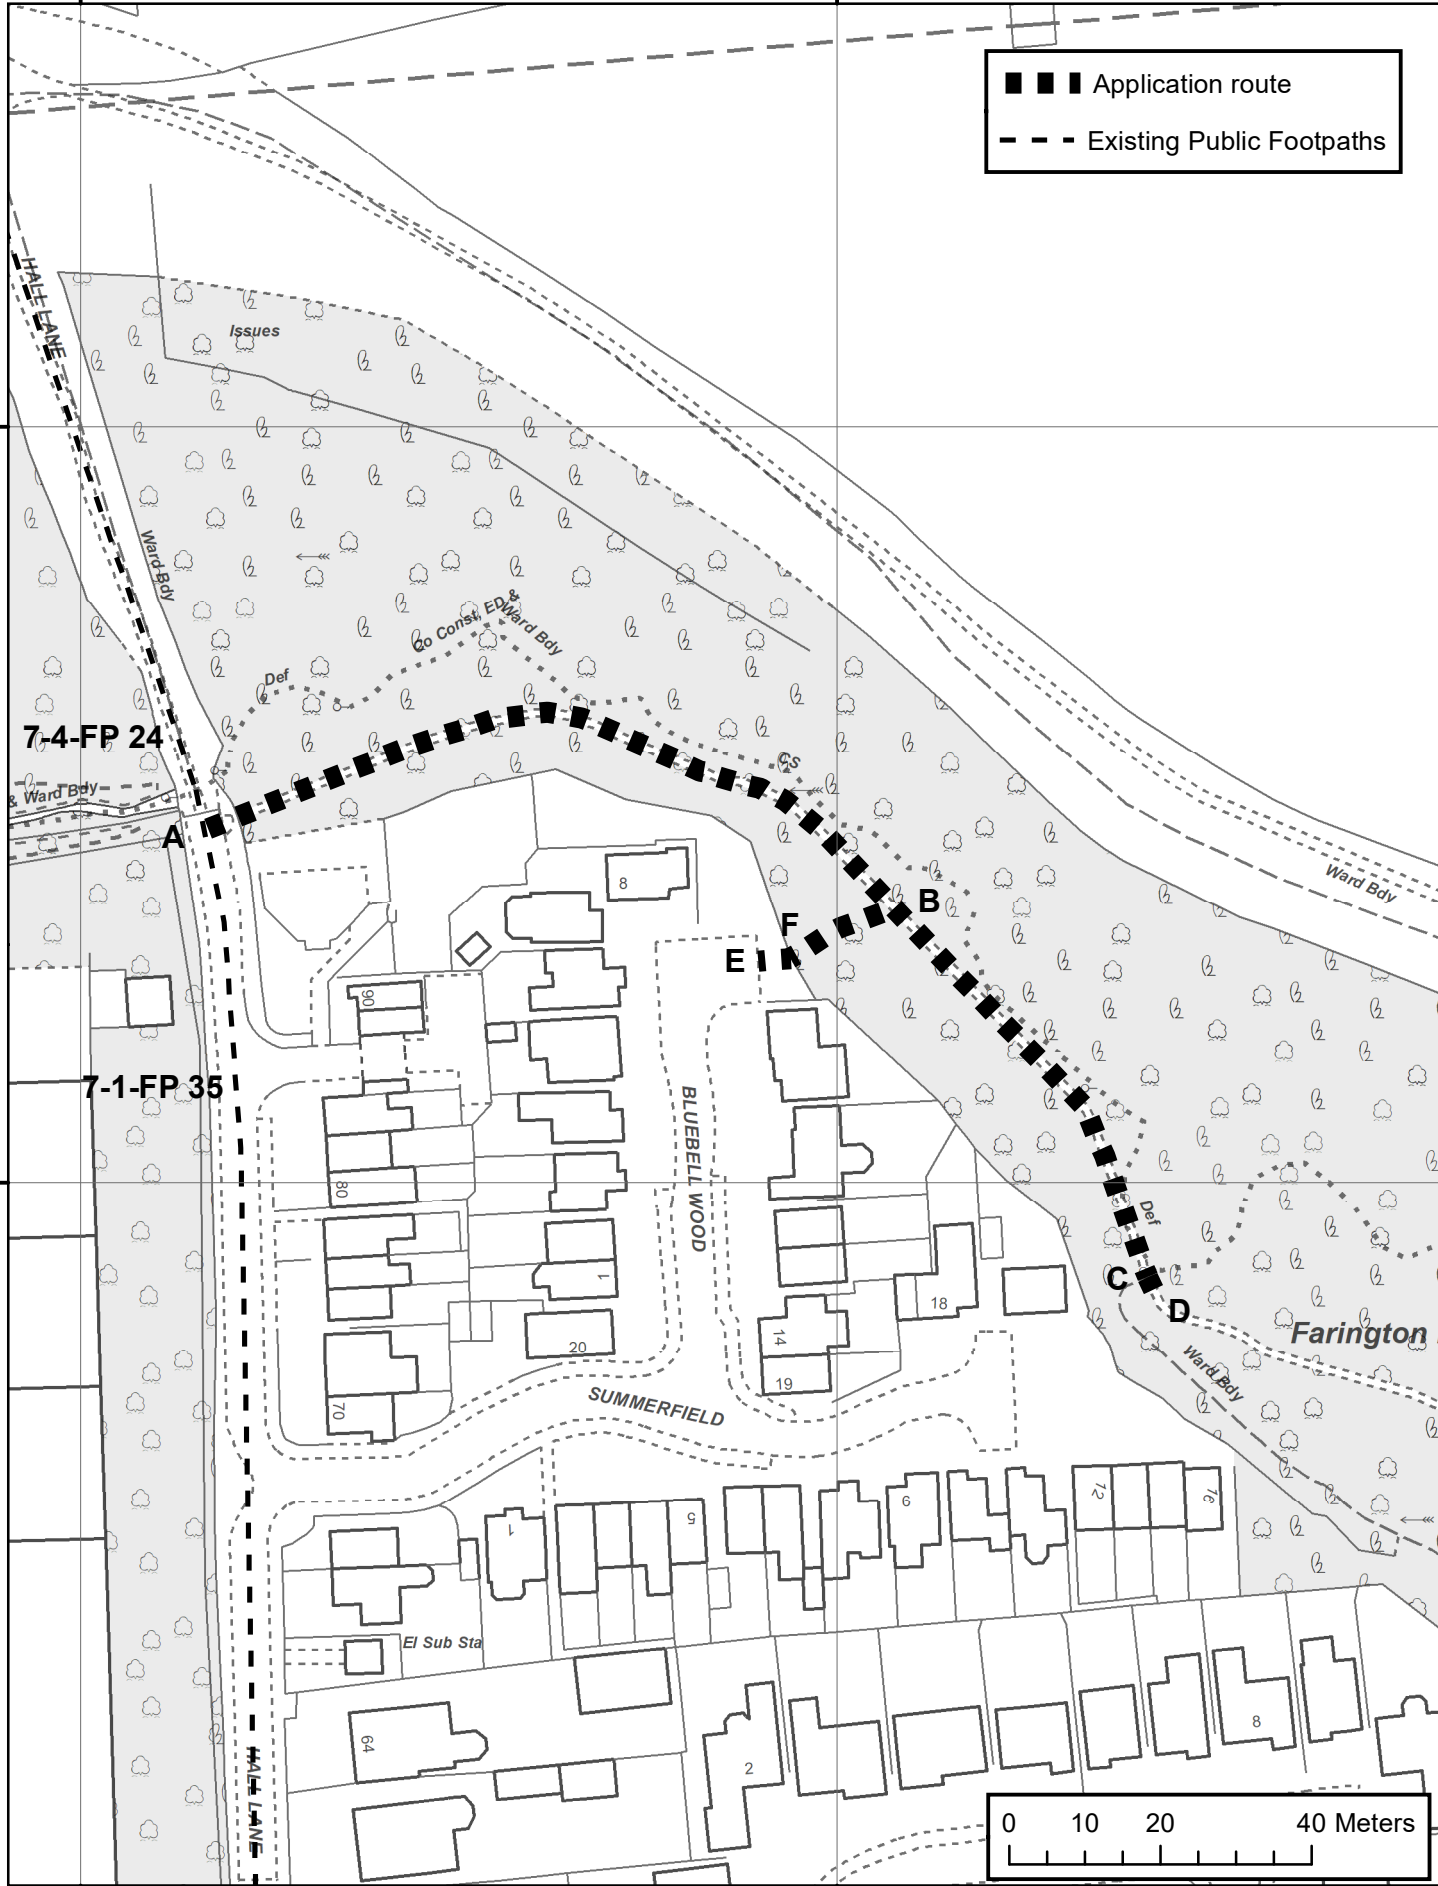 Application route
Existing Public Footpaths
HALL LANE
Issues
Ward Bdy
Co Const, ED &
Ward Bdy
Def
7-4-FP 24
& Ward Bdy
A
CS
B
F
E
8
Ward Bdy
90
7-1-FP 35
BLUEBELL WOOD
80
Def
C
D
1
18
14
20
19
Farington
Ward Bdy
70
SUMMERFIELD
1
5
9
12
16
El Sub Sta
64
2
8
HALL LANE
0 10 20 40 Meters